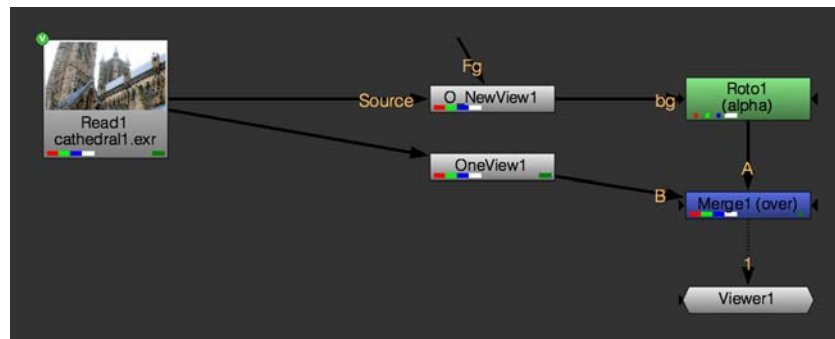 V
Read1
cathedral1.exr
Source
Fg
O_NewView1
bg
Roto1
(alpha)
OneView1
B
A
Merge1 (over)
1
Viewer1